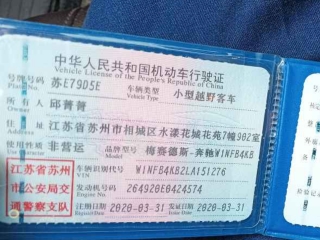 中华人民共和国机动车行驶证
Vehicle License of the People's Republic of China
号牌号码 苏E79D5E 车辆类型 小型越野客车
Vehicle Type
所有人 邱菁菁
住址 江苏省苏州市相城区水漾花城花苑7幢902室
使用性质 非营运 品牌型号 梅赛德斯-奔驰W1NFB4KB
江苏省苏州市公安局交通警察支队
车辆识别代号 W1NFB4KB2LA151276
VIN
发动机号码 264920E0424574
注册日期 2020-03-31 发证日期 2020-03-31